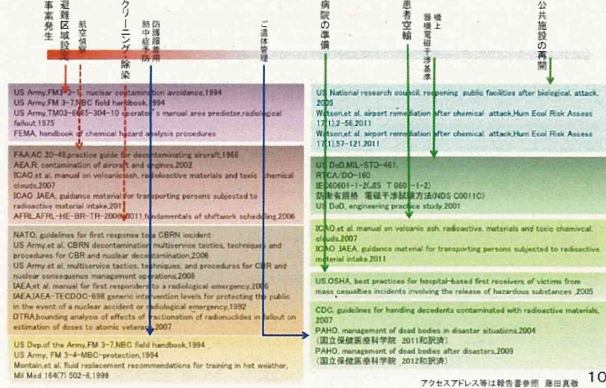 事案発生
避難区域設定
航空偵察
クリーニング・除染
防護服着用
熱中症予防
ご遺体管理
病院の準備
患者空輸
機上
器機電磁干渉基準
公共施設の再開
US Army,FM3-3-1, nuclear contamination avoidance,1994
US Army,FM 3-7,NBC field handbook,1994
US Army,TM03-6665-304-10 operator's manual area predictor,radiological
fallout,1975
FEMA, handbook of chemical hazard analysis procedures
FAA,AC 20-48,practice guide for decontaminating aircraft,1966
AEA,R. contamination of aircraft and engines,2002
ICAO,et al. manual on volcanic ash, radioactive materials and toxic chemical
clouds,2007
ICAO JAEA, guidance material for transporting persons subjected to
radioactive material intake,2011
AFRL,AFRL-HE-BR-TR-2000-0011,fundamentals of shiftwork scheduling,2006
NATO, guidelines for first response to a CBRN incident
US Army,et al. CBRN decontamination multiservice tactics, techniques and
procedures for CBR and nuclear decontamination,2006
US Army,et al. multiservice tactics, techniques, and procedures for CBR and
nuclear consequence management operations,2008
IAEA,et al. manual for first responders to a radiological emergency,2006
IAEA,IAEA-TECDOC-698 generic intervention levels for protecting the public
in the event of a nuclear accident or radiological emergency,1992
DTRA,bounding analysis of effects of fractionation of radionuclides in fallout on
estimation of doses to atomic veterans,2007
US Dep.of the Army,FM 3-7,NBC field handbook,1994
US Army, FM 3-4-MBC-protection,1994
Montain,et al. fluid replacement recommendations for training in hot weather,
Mil Med 164(7) 502-8,1999
US National research council, reopening public facilities after biological, attack,
2005
Watson,et al. airport remediation after chemical attack,Hum Ecol Risk Assess
17(1),2-56,2011
Watson,et al. airport remediation after chemical attack,Hum Ecol Risk Assess
17(1),57-121,2011
US DoD,MIL-STD-461,
RTCA/DO-160
IEC60601-1-2(JIS T 0601-1-2)
防衛省規格 電磁干渉試験方法(NDS C0011C)
US DoD, engineering practice study,2001
ICAO,et al. manual on volcanic ash, radioactive materials and toxic chemical
clouds,2007
ICAO JAEA, guidance material for transporting persons subjected to radioactive
material intake,2011
US,OSHA, best practices for hospital-based first receivers of victims from
mass casualties incidents involving the release of hazardous substances ,2005
CDC, guidelines for handing decedents contaminated with radioactive materials,
2007
PAHO, management of dead bodies in disaster situations,2004
(国立保健医療科学院 2011和訳済)
PAHO, management of dead bodies after disasters,2009
(国立保健医療科学院 2012和訳済)
アクセスアドレス等は報告書参照 藤田真敬
10